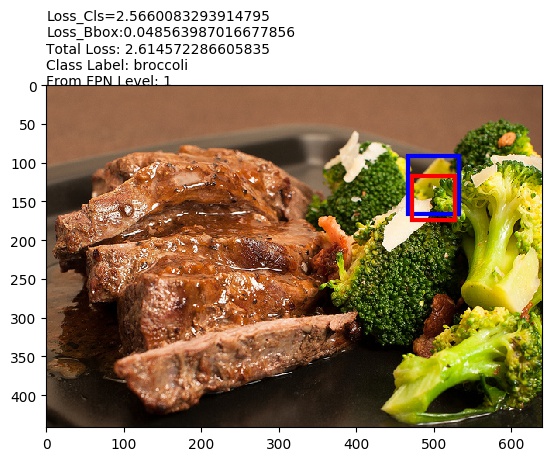 Loss_Cls=2.5660083293914795
Loss_Bbox:0.048563987016677856
Total Loss: 2.614572286605835
Class Label: broccoli
From FPN Level: 1
0
50
100
150
200
250
300
350
400
0 100 200 300 400 500 600